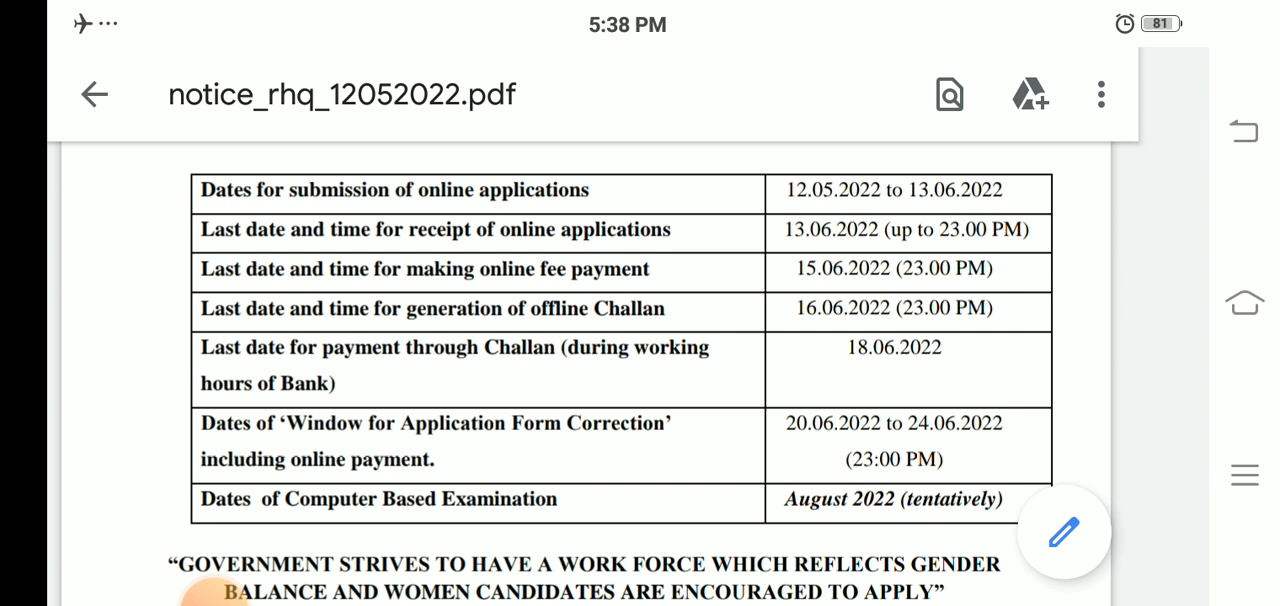 5:38 PM
81
notice_rhq_12052022.pdf
Dates for submission of online applications 12.05.2022 to 13.06.2022
Last date and time for receipt of online applications 13.06.2022 (up to 23.00 PM)
Last date and time for making online fee payment 15.06.2022 (23.00 PM)
Last date and time for generation of offline Challan 16.06.2022 (23.00 PM)
Last date for payment through Challan (during working 18.06.2022
hours of Bank)
Dates of ‘Window for Application Form Correction’ 20.06.2022 to 24.06.2022
including online payment. (23:00 PM)
Dates of Computer Based Examination August 2022 (tentatively)
“GOVERNMENT STRIVES TO HAVE A WORK FORCE WHICH REFLECTS GENDER
BALANCE AND WOMEN CANDIDATES ARE ENCOURAGED TO APPLY”